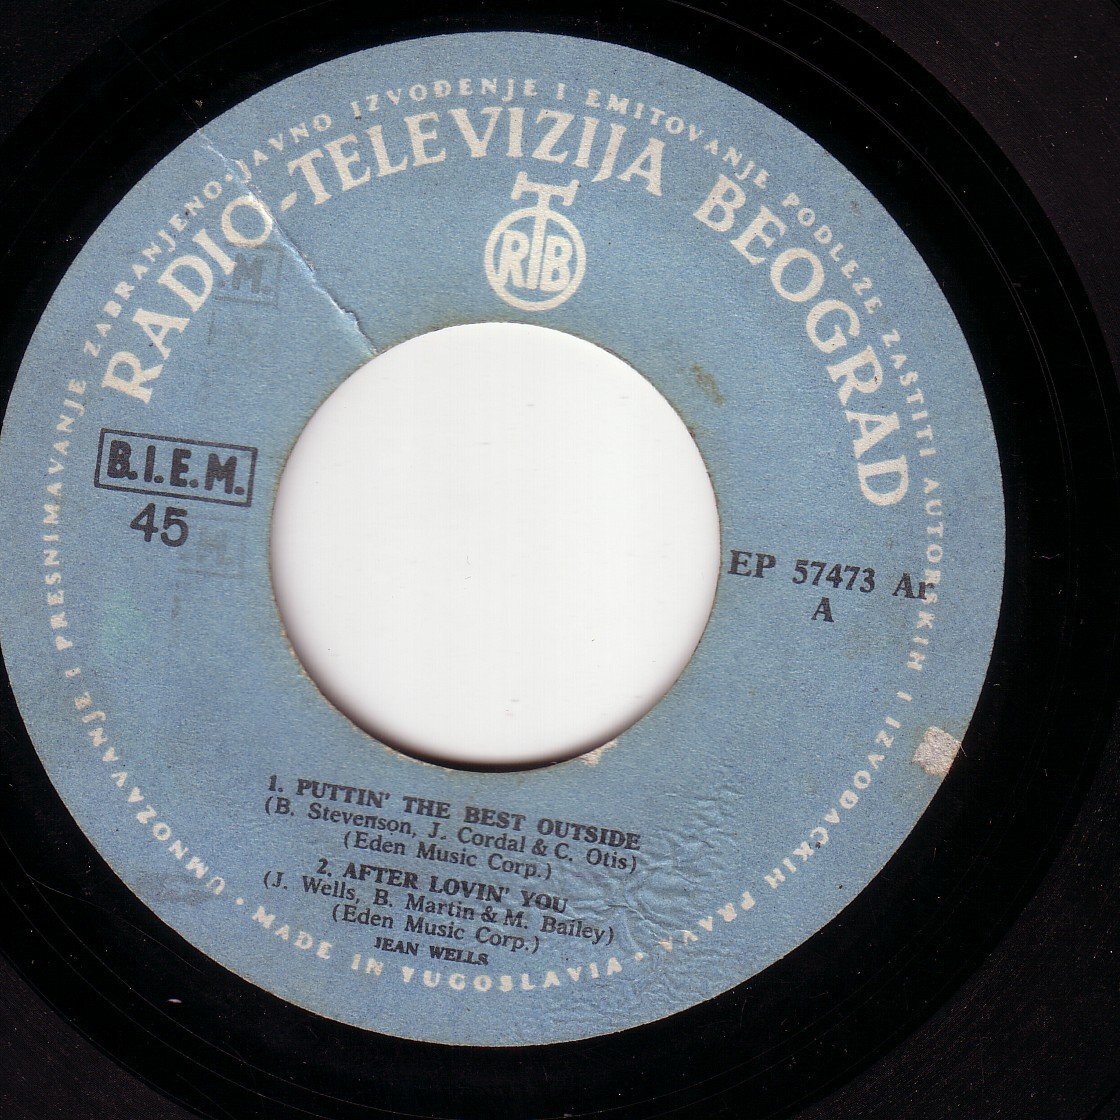 UMNOZAVANJE I PRESNIMAVANJE ZABRANJENO. JAVNO IZVOĐENJE I EMITOVANJE PODLEŽE ZAŠTITI AUTORSKIH I IZVOĐAČKIH PRAVA • MADE IN YUGOSLAVIA •
RADIO-TELEVIZIJA BEOGRAD
RTB
B.I.E.M.
45
EP 57473 Ar
A
1. PUTTIN' THE BEST OUTSIDE
(B. Stevenson, J. Cordal & C. Otis)
(Eden Music Corp.)
2. AFTER LOVIN' YOU
(J. Wells, B. Martin & M. Bailey)
(Eden Music Corp.)
JEAN WELLS